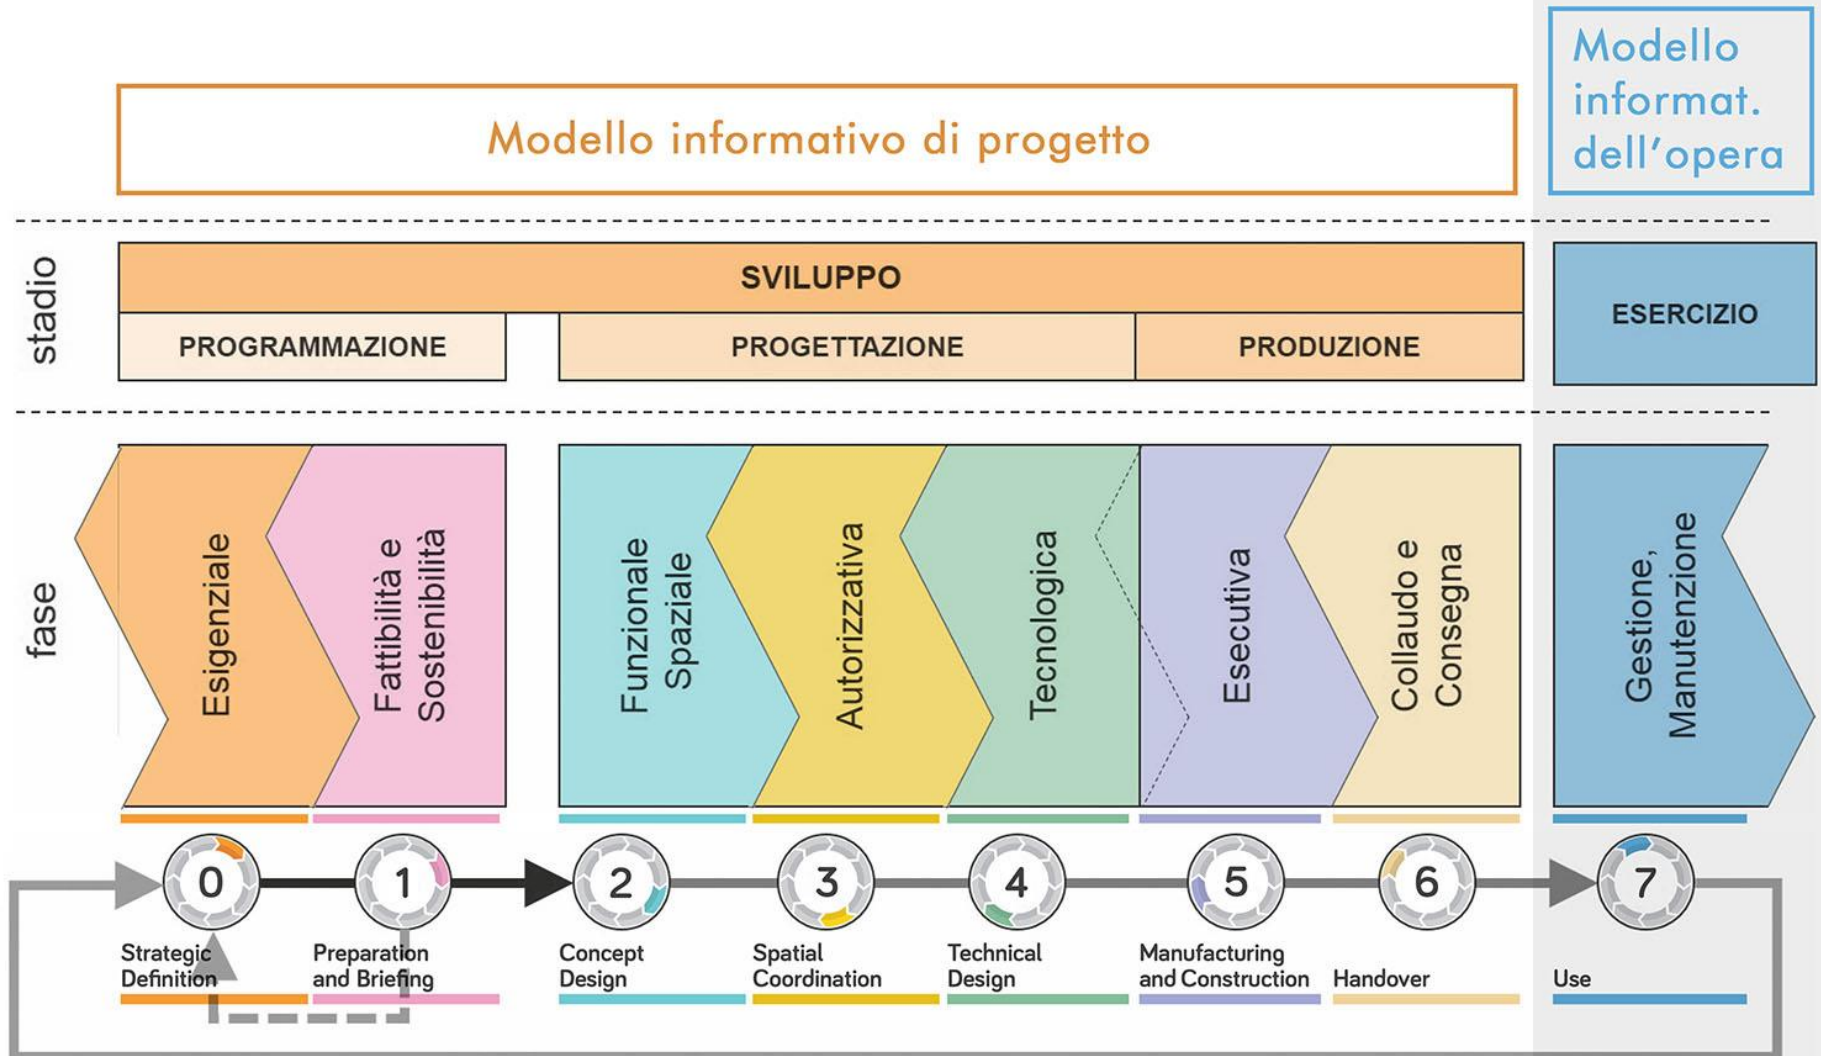 Modello informativo di progetto
Modello
informat.
dell'opera
stadio
SVILUPPO
PROGRAMMAZIONE
PROGETTAZIONE
PRODUZIONE
ESERCIZIO
fase
Esigenziale
Fattibilità e
Sostenibilità
Funzionale
Spaziale
Autorizzativa
Tecnologica
Esecutiva
Collaudo e
Consegna
Gestione,
Manutenzione
0
1
2
3
4
5
6
7
Strategic
Definition
Preparation
and Briefing
Concept
Design
Spatial
Coordination
Technical
Design
Manufacturing
and Construction
Handover
Use